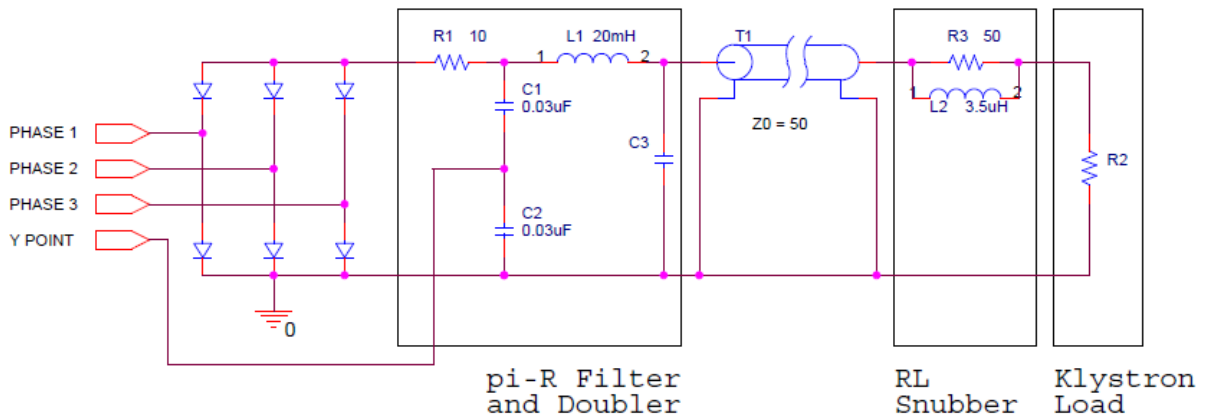 R1 10
L1 20mH
1 2
T1
R3 50
C1
0.03uF
1 2
L2 3.5uH
PHASE 1
Z0 = 50
C3
PHASE 2
R2
PHASE 3
C2
0.03uF
Y POINT
0
pi-R Filter
and Doubler
RL
Snubber
Klystron
Load